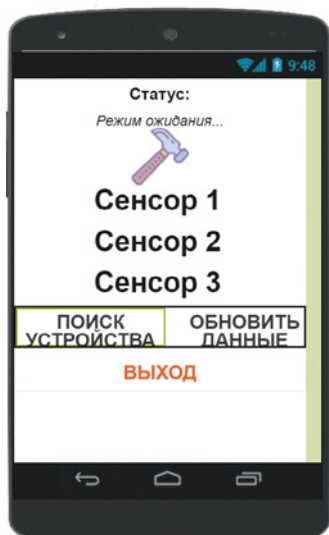 9:48
Статус:
Режим ожидания...
Сенсор 1
Сенсор 2
Сенсор 3
ПОИСК
УСТРОЙСТВА
ОБНОВИТЬ
ДАННЫЕ
ВЫХОД